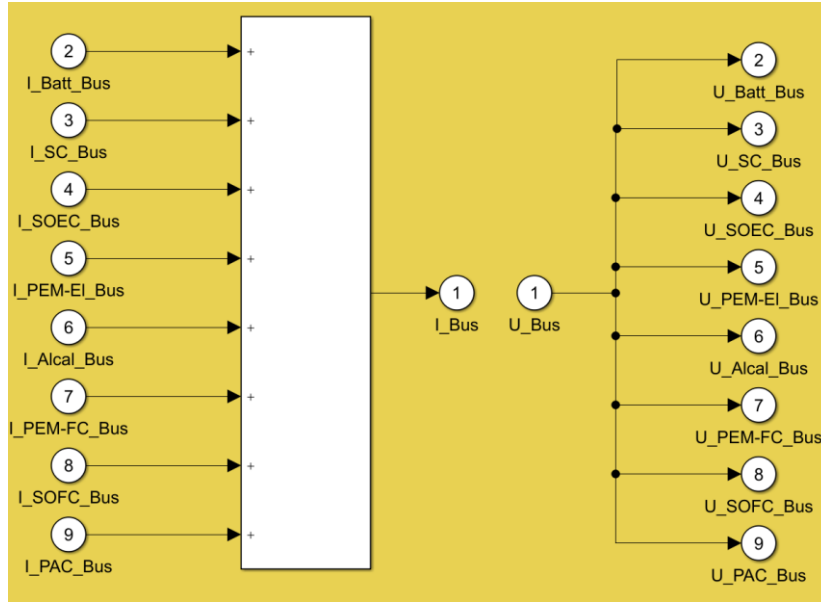 2
I_Batt_Bus
+
3
I_SC_Bus
+
4
I_SOEC_Bus
+
5
I_PEM-El_Bus
+
6
I_Alcal_Bus
+
7
I_PEM-FC_Bus
+
8
I_SOFC_Bus
+
9
I_PAC_Bus
+
1
I_Bus
1
U_Bus
2
U_Batt_Bus
3
U_SC_Bus
4
U_SOEC_Bus
5
U_PEM-El_Bus
6
U_Alcal_Bus
7
U_PEM-FC_Bus
8
U_SOFC_Bus
9
U_PAC_Bus